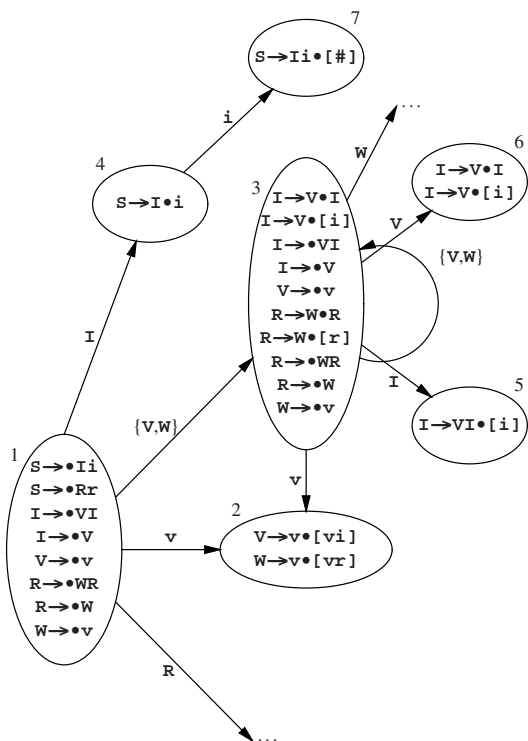 7
S→Ii•[#]
i
...
4
S→I•i
W
6
I→V•I
I→V•[i]
3
I→V•I
I→V•[i]
I→•VI
I→•V
V→•v
R→W•R
R→W•[r]
R→•WR
R→•W
W→•v
V
{V,W}
I
I
5
I→VI•[i]
{V,W}
1
S→•Ii
S→•Rr
I→•VI
I→•V
V→•v
R→•WR
R→•W
W→•v
v
v
2
V→v•[vi]
W→v•[vr]
R
...